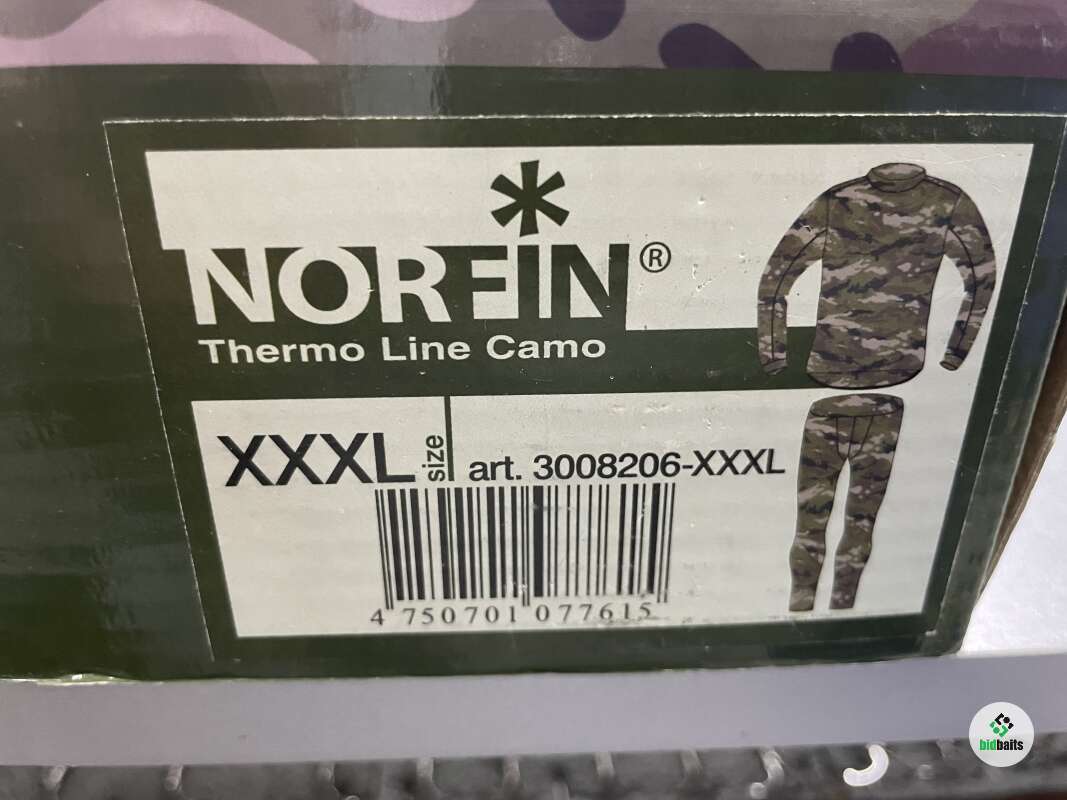 NORFIN®
Thermo Line Camo
XXXL size
art. 3008206-XXXL
4 750701 077615
bidbaits